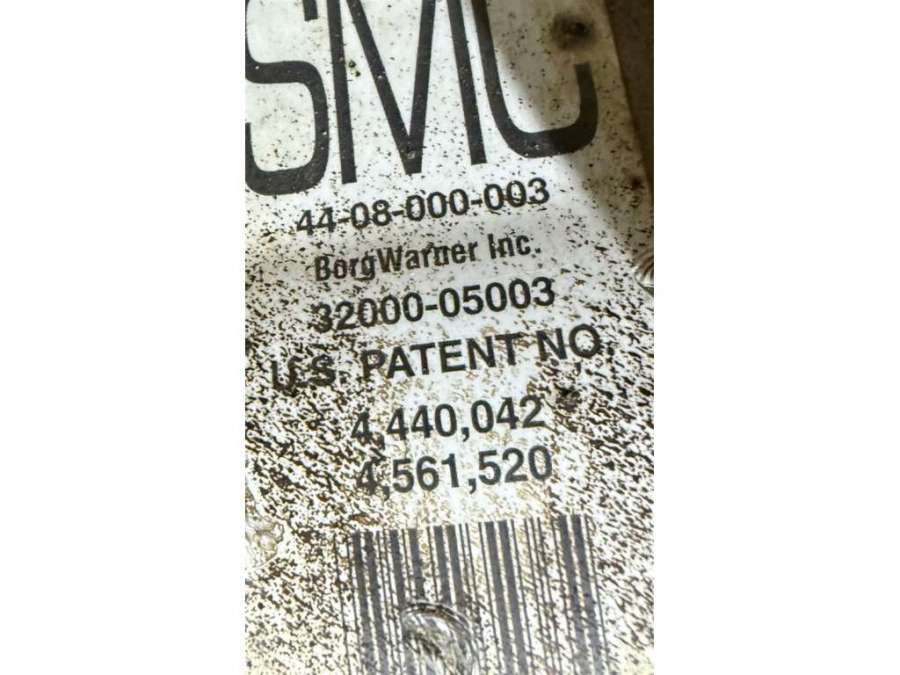 SMC
44-08-000-003
BorgWarner Inc.
32000-05003
U.S. PATENT NO.
4,440,042
4,561,520